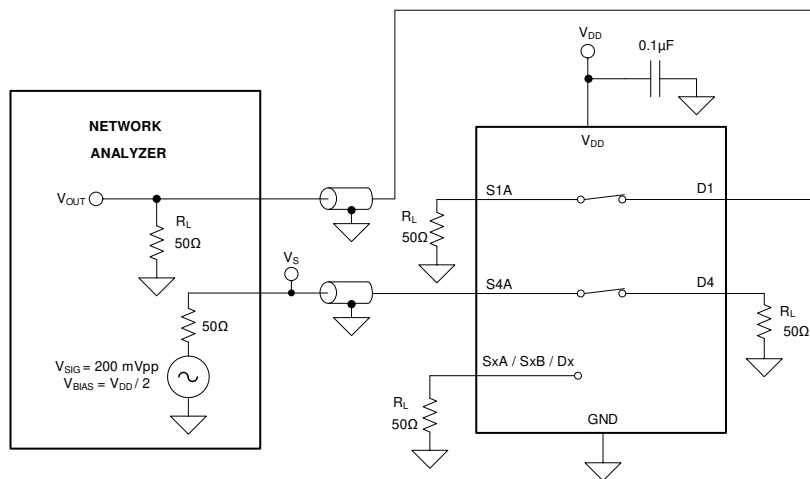 V_DD
0.1µF
NETWORK
ANALYZER
V_DD
V_OUT
S1A
D1
R_L
50Ω
R_L
50Ω
V_S
S4A
D4
50Ω
R_L
50Ω
V_SIG = 200 mVpp
V_BIAS = V_DD / 2
SxA / SxB / Dx
R_L
50Ω
GND